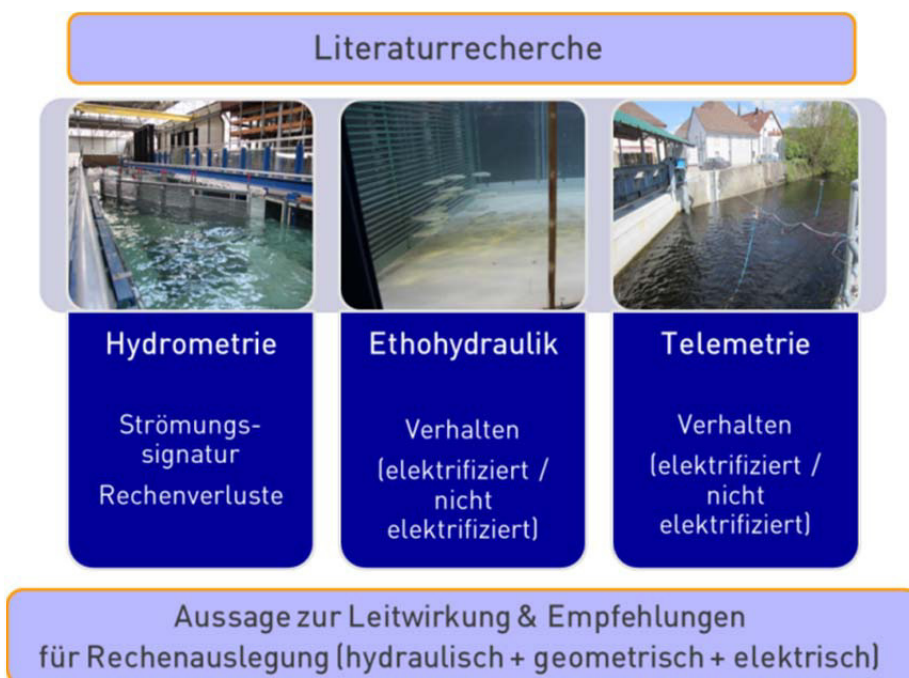 Literaturrecherche
Hydrometrie
Strömungs-
signatur
Rechenverluste
Ethohydraulik
Verhalten
(elektrifiziert /
nicht
elektrifiziert)
Telemetrie
Verhalten
(elektrifiziert /
nicht
elektrifiziert)
Aussage zur Leitwirkung & Empfehlungen
für Rechenauslegung (hydraulisch + geometrisch + elektrisch)